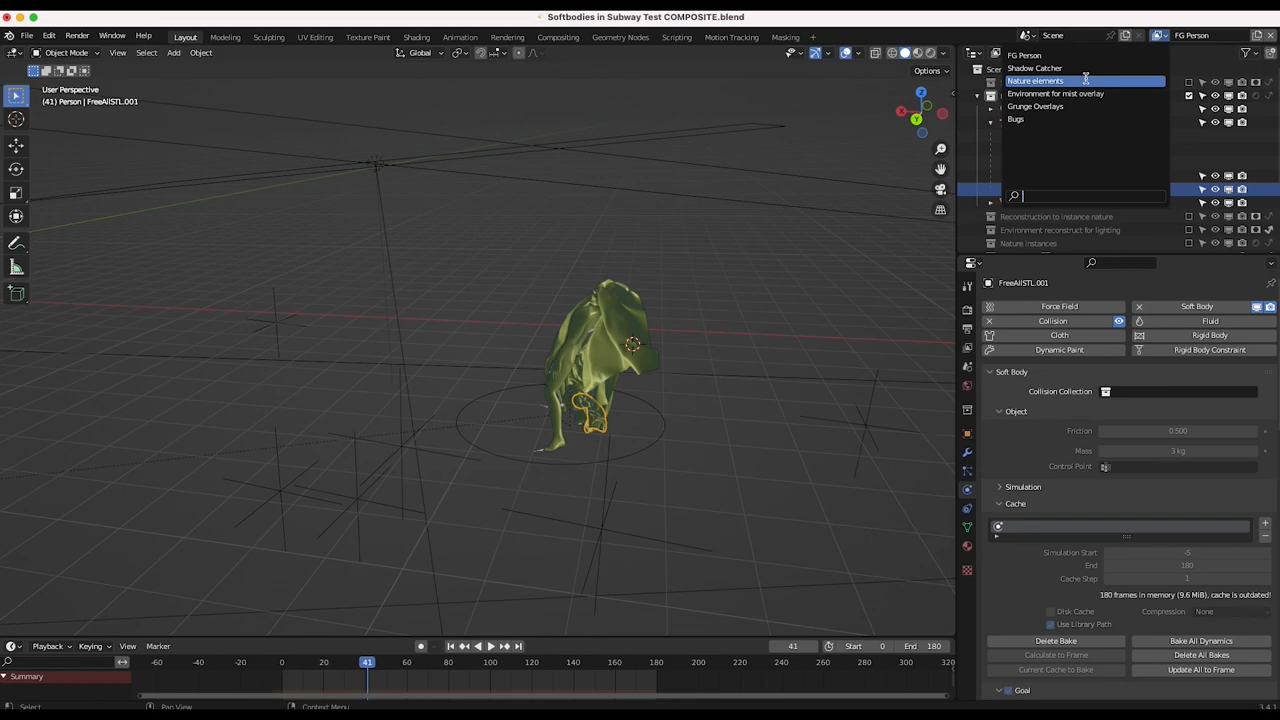 Softbodies in Subway Test COMPOSITE.blend
File Edit Render Window Help Layout Modeling Sculpting UV Editing Texture Paint Shading Animation Rendering Compositing Geometry Nodes Scripting Motion Tracking Masking + Scene FG Person
Object Mode View Select Add Object Global
Options
User Perspective
(41) Person | FreeAllSTL.001
Z
X
Y
FG Person
Shadow Catcher
Nature elements
Environment for mist overlay
Grunge Overlays
Bugs
Reconstruction to instance nature
Environment reconstruct for lighting
Nature instances
FreeAllSTL.001
Force Field Soft Body
Collision Fluid
Cloth Rigid Body
Dynamic Paint Rigid Body Constraint
Soft Body
Collision Collection
Object
Friction 0.500
Mass 3 kg
Control Point
Simulation
Cache
Simulation Start -5
End 180
Cache Step 1
180 frames in memory (9.6 MiB), cache is outdated!
Disk Cache Compression None
Use Library Path
Delete Bake Bake All Dynamics
Calculate to Frame Delete All Bakes
Current Cache to Bake Update All to Frame
Goal
Playback Keying View Marker 41 Start 0 End 180
-60 -40 -20 0 20 41 60 80 100 120 140 160 180 200 220 240 260 280 300 320
Summary
Select Pan View Context Menu 3.4.1